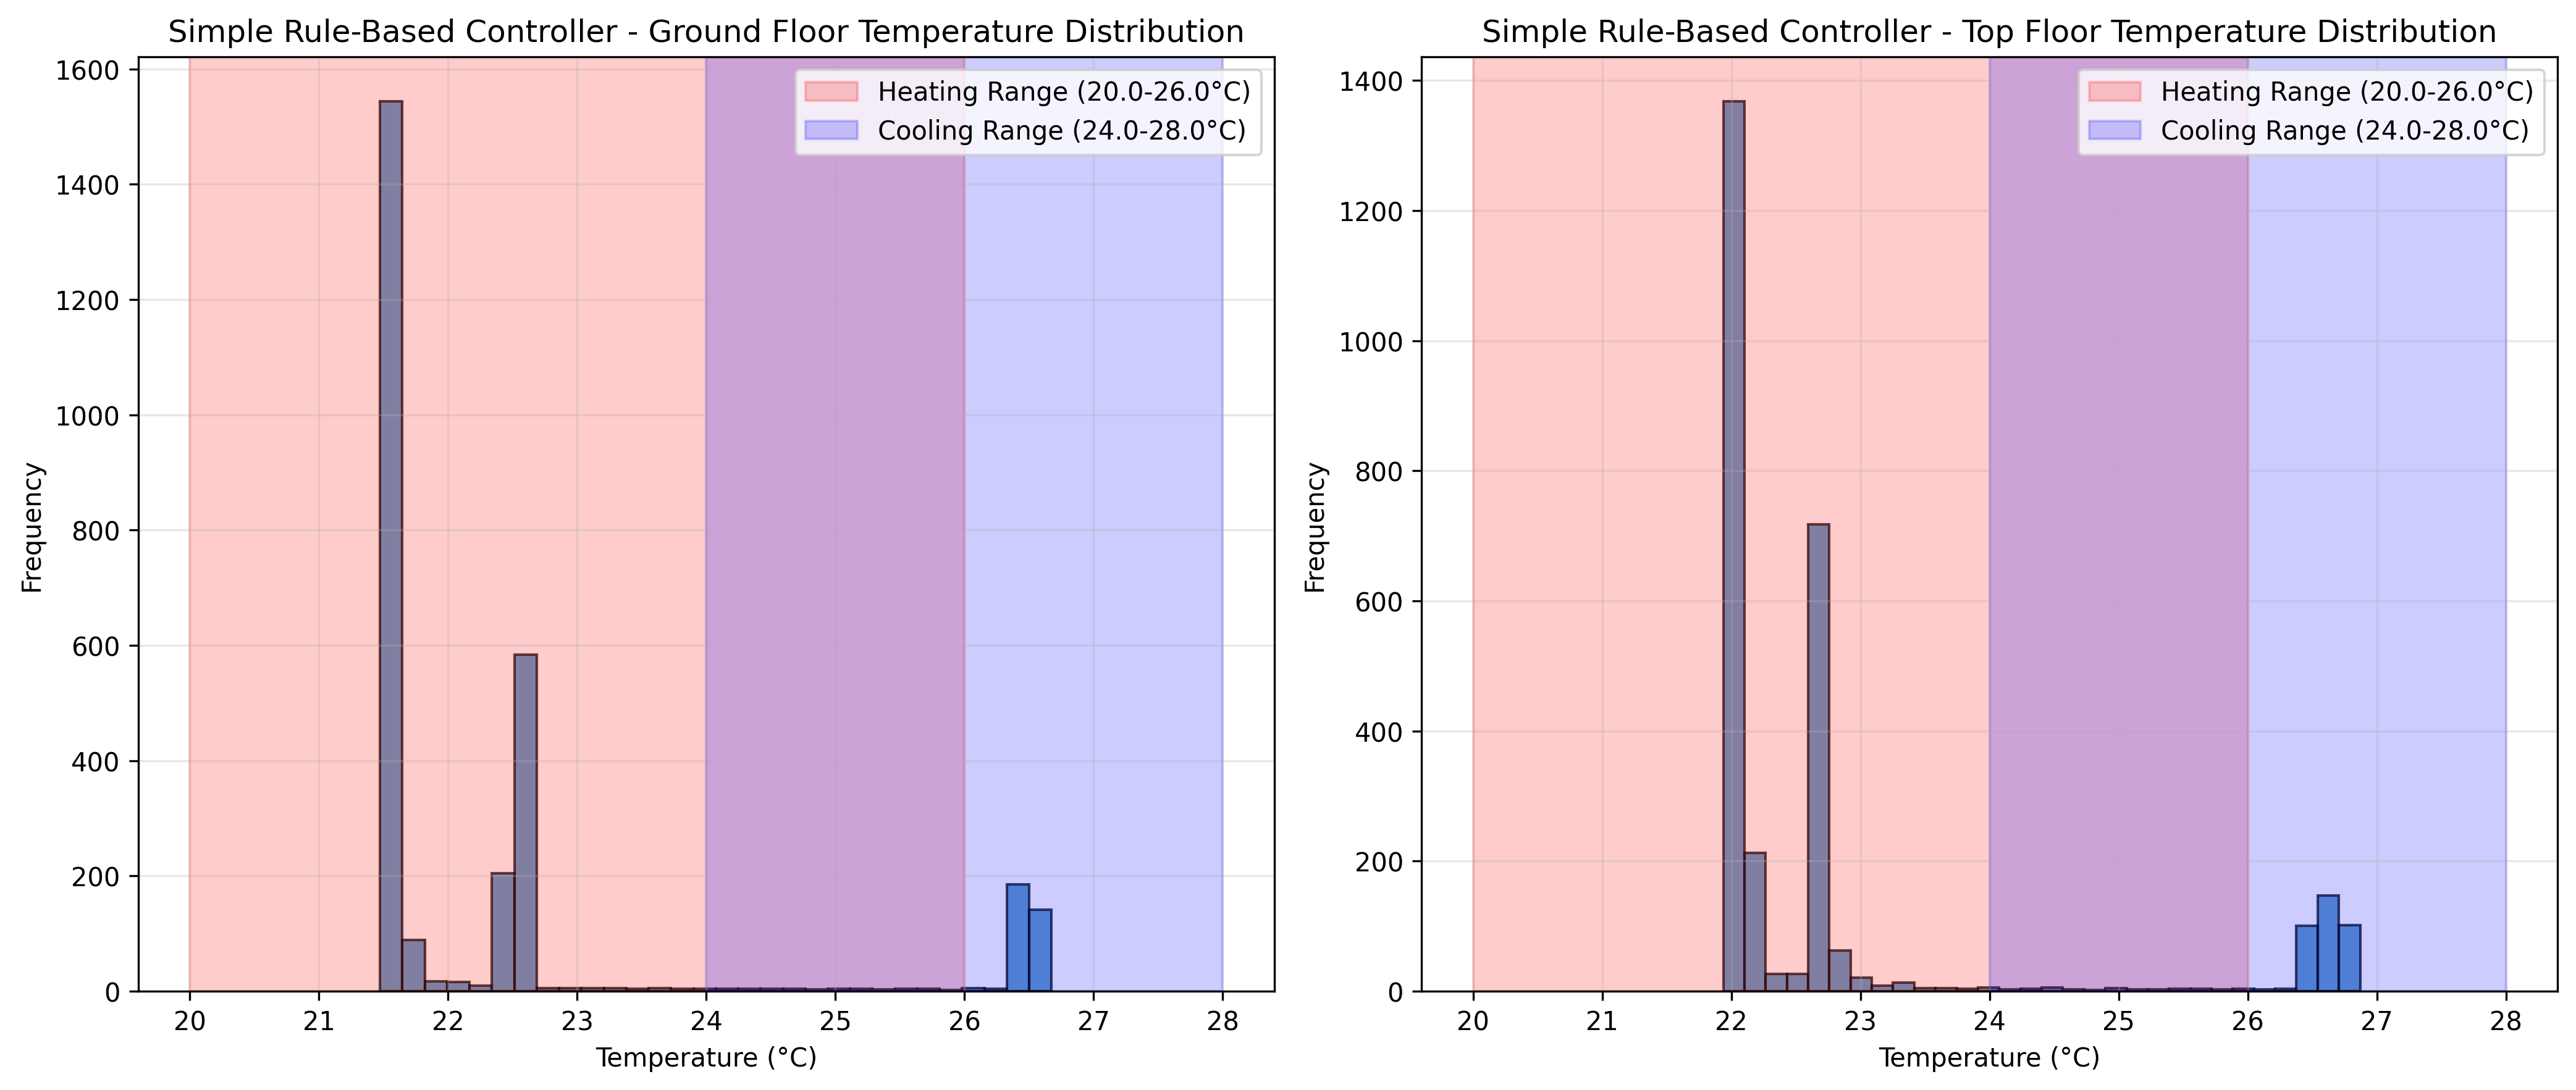 Simple Rule-Based Controller - Ground Floor Temperature Distribution
Heating Range (20.0-26.0°C)
Cooling Range (24.0-28.0°C)
1600
1400
1200
1000
800
600
400
200
0
Frequency
20 21 22 23 24 25 26 27 28
Temperature (°C)
Simple Rule-Based Controller - Top Floor Temperature Distribution
Heating Range (20.0-26.0°C)
Cooling Range (24.0-28.0°C)
1400
1200
1000
800
600
400
200
0
Frequency
20 21 22 23 24 25 26 27 28
Temperature (°C)